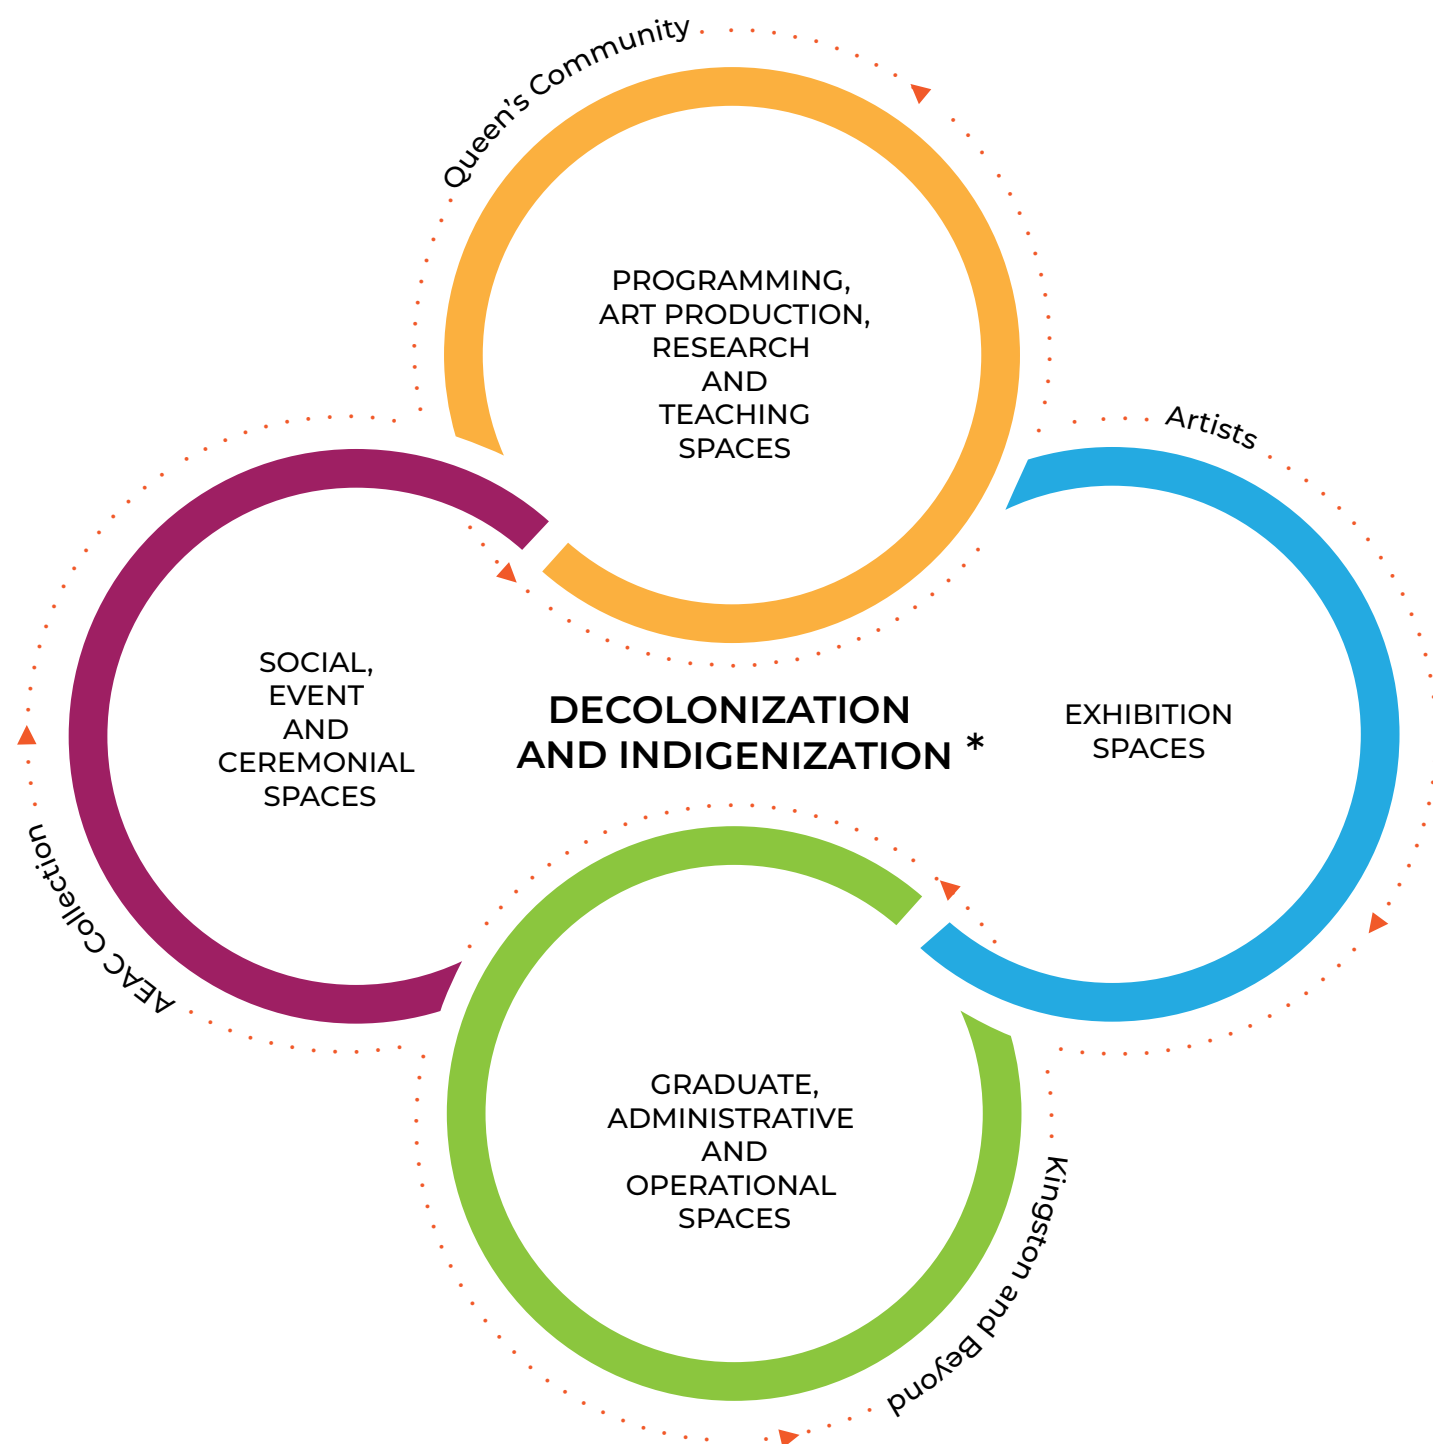 Queen's Community
PROGRAMMING,
ART PRODUCTION,
RESEARCH
AND
TEACHING
SPACES
Artists
SOCIAL,
EVENT
AND
CEREMONIAL
SPACES
DECOLONIZATION
AND INDIGENIZATION *
EXHIBITION
SPACES
AEAC Collection
GRADUATE,
ADMINISTRATIVE
AND
OPERATIONAL
SPACES
Kingston and Beyond